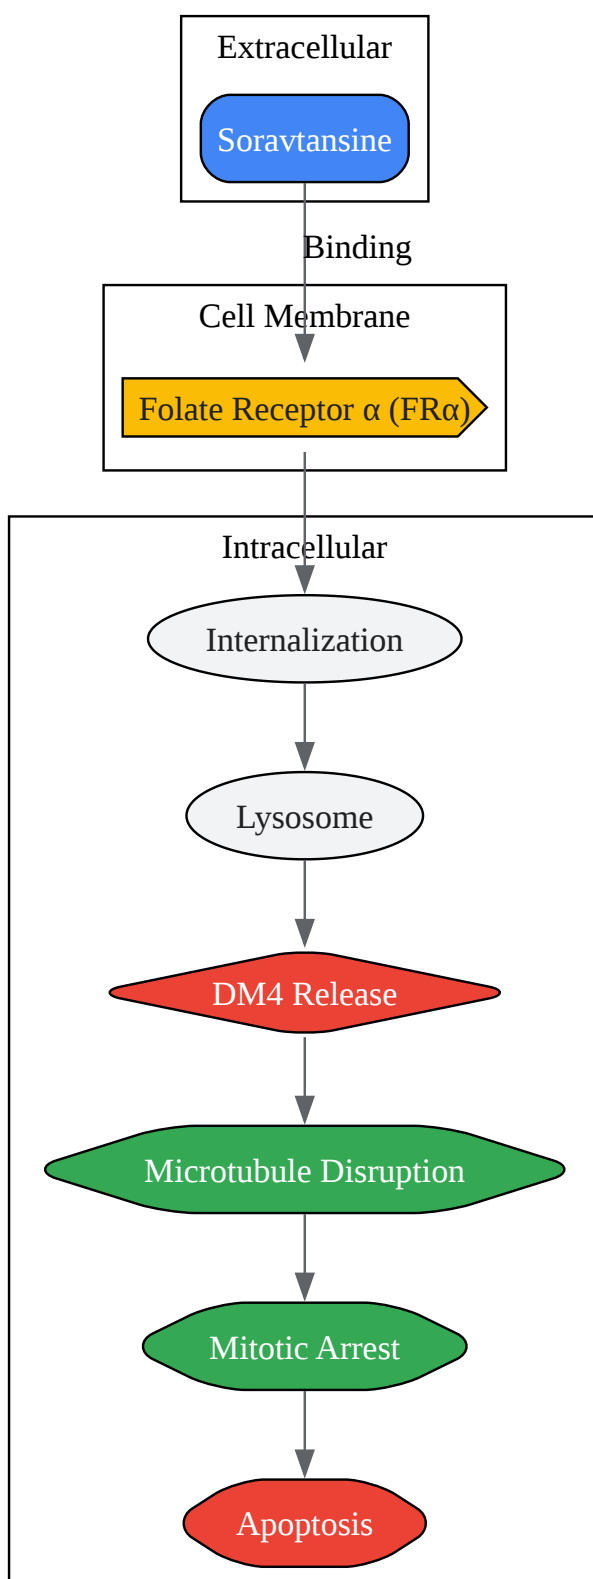 Extracellular
Soravtansine
Binding
Cell Membrane
Folate Receptor α (FRα)
Intracellular
Internalization
Lysosome
DM4 Release
Microtubule Disruption
Mitotic Arrest
Apoptosis